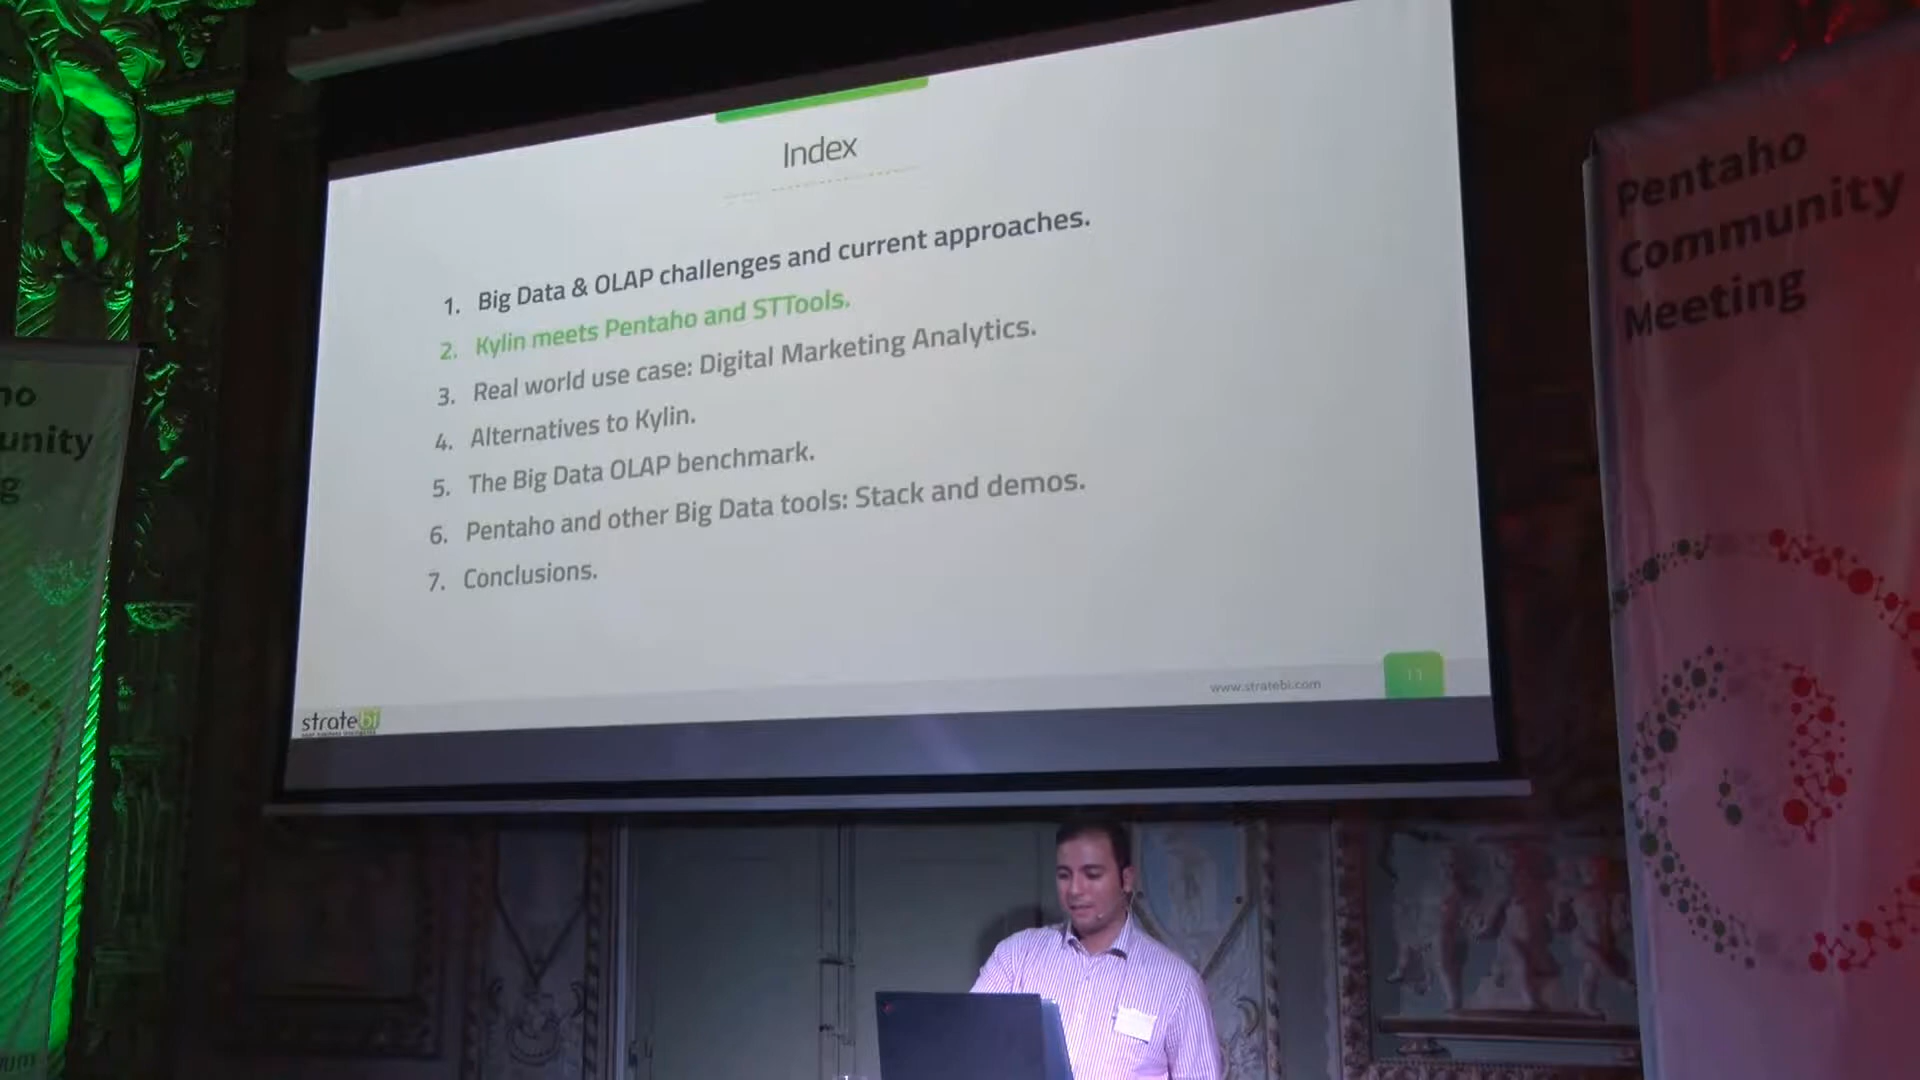 Index
1. Big Data & OLAP challenges and current approaches.
2. Kylin meets Pentaho and STTools.
3. Real world use case: Digital Marketing Analytics.
4. Alternatives to Kylin.
5. The Big Data OLAP benchmark.
6. Pentaho and other Big Data tools: Stack and demos.
7. Conclusions.
www.stratebi.com
11
stratebi
Pentaho
Community
Meeting
ho
unity
g